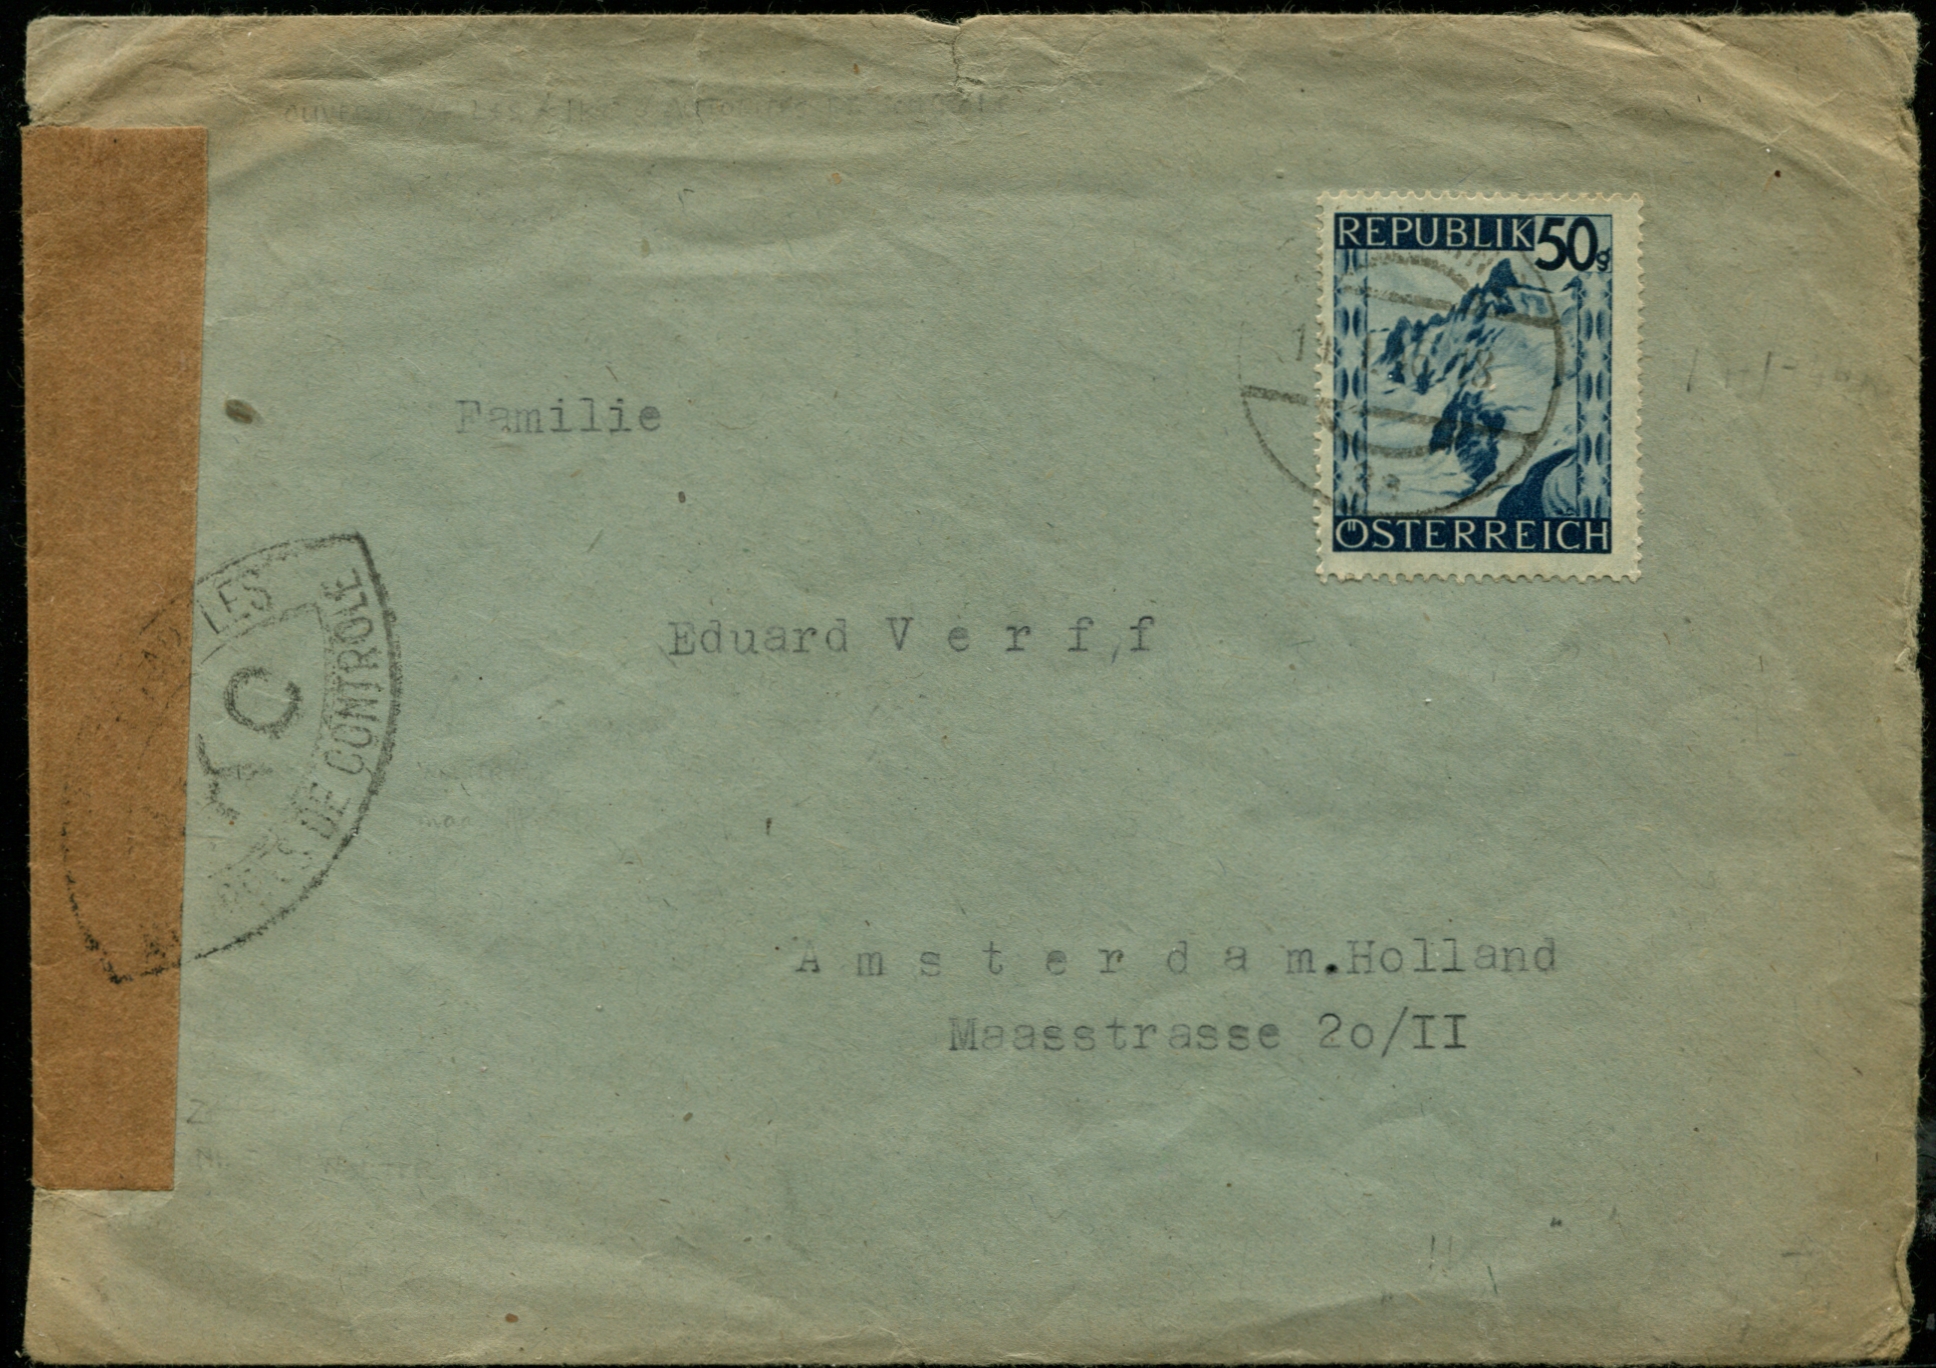 REPUBLIK 50g
ÖSTERREICH
Familie
Eduard V e r f f
A m s t e r d a m.Holland
Maasstrasse 2o/II
LES
C
DE CONTROLE